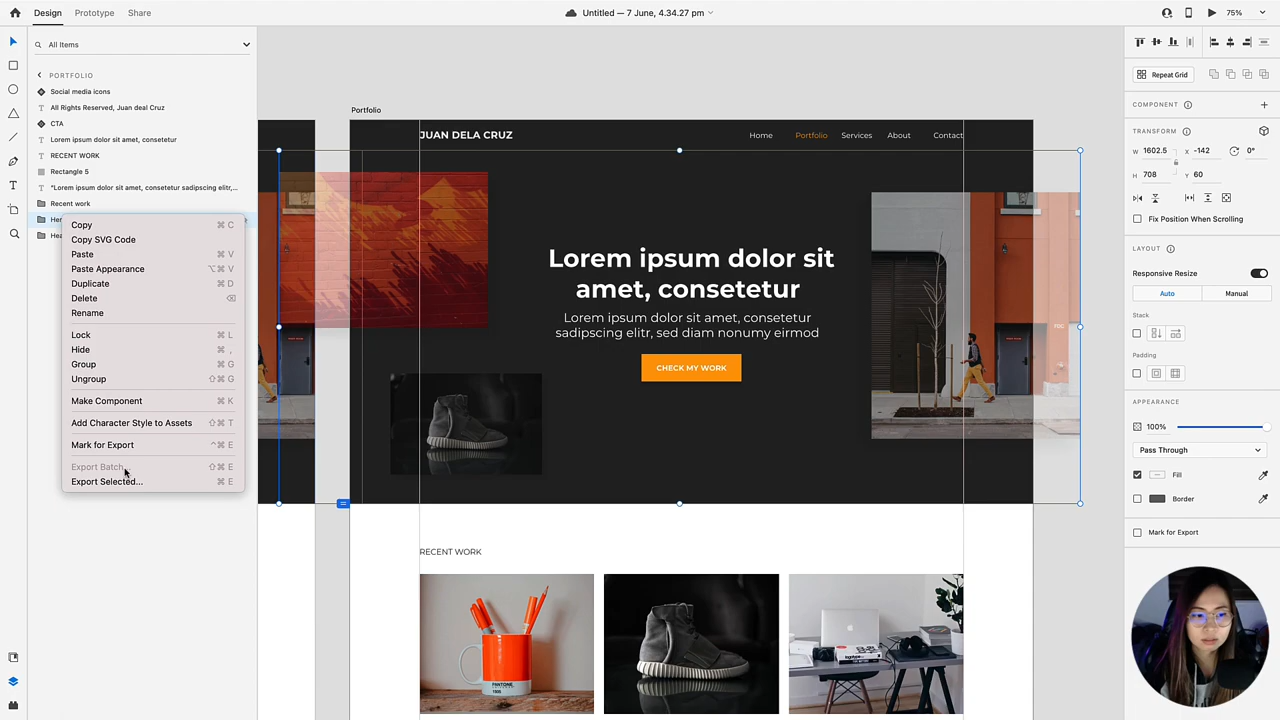 Design
Prototype
Share
Untitled — 7 June, 4.34.27 pm
75%
All Items
PORTFOLIO
Social media icons
All Rights Reserved, Juan deal Cruz
CTA
Lorem ipsum dolor sit amet, consetetur
RECENT WORK
Rectangle 5
"Lorem ipsum dolor sit amet, consetetur sadipscing elitr,...
Recent work
Copy ⌘ C
Copy SVG Code
Paste ⌘ V
Paste Appearance ⌥⌘ V
Duplicate ⌘ D
Delete ⌫
Rename
Lock ⌘ L
Hide ⌘ ,
Group ⌘ G
Ungroup ⇧⌘ G
Make Component ⌘ K
Add Character Style to Assets ⇧⌘ T
Mark for Export ^⌘ E
Export Batch ⇧⌘ E
Export Selected... ⌘ E
Portfolio
JUAN DELA CRUZ
Home
Portfolio
Services
About
Contact
Lorem ipsum dolor sit
amet, consetetur
Lorem ipsum dolor sit amet, consetetur
sadipscing elitr, sed diam nonumy eirmod
CHECK MY WORK
RECENT WORK
PANTONE
Repeat Grid
COMPONENT
TRANSFORM
W 1602.5 X -142 0°
H 708 Y 60
Fix Position When Scrolling
LAYOUT
Responsive Resize
Auto
Manual
Stack
Padding
APPEARANCE
100%
Pass Through
Fill
Border
Mark for Export